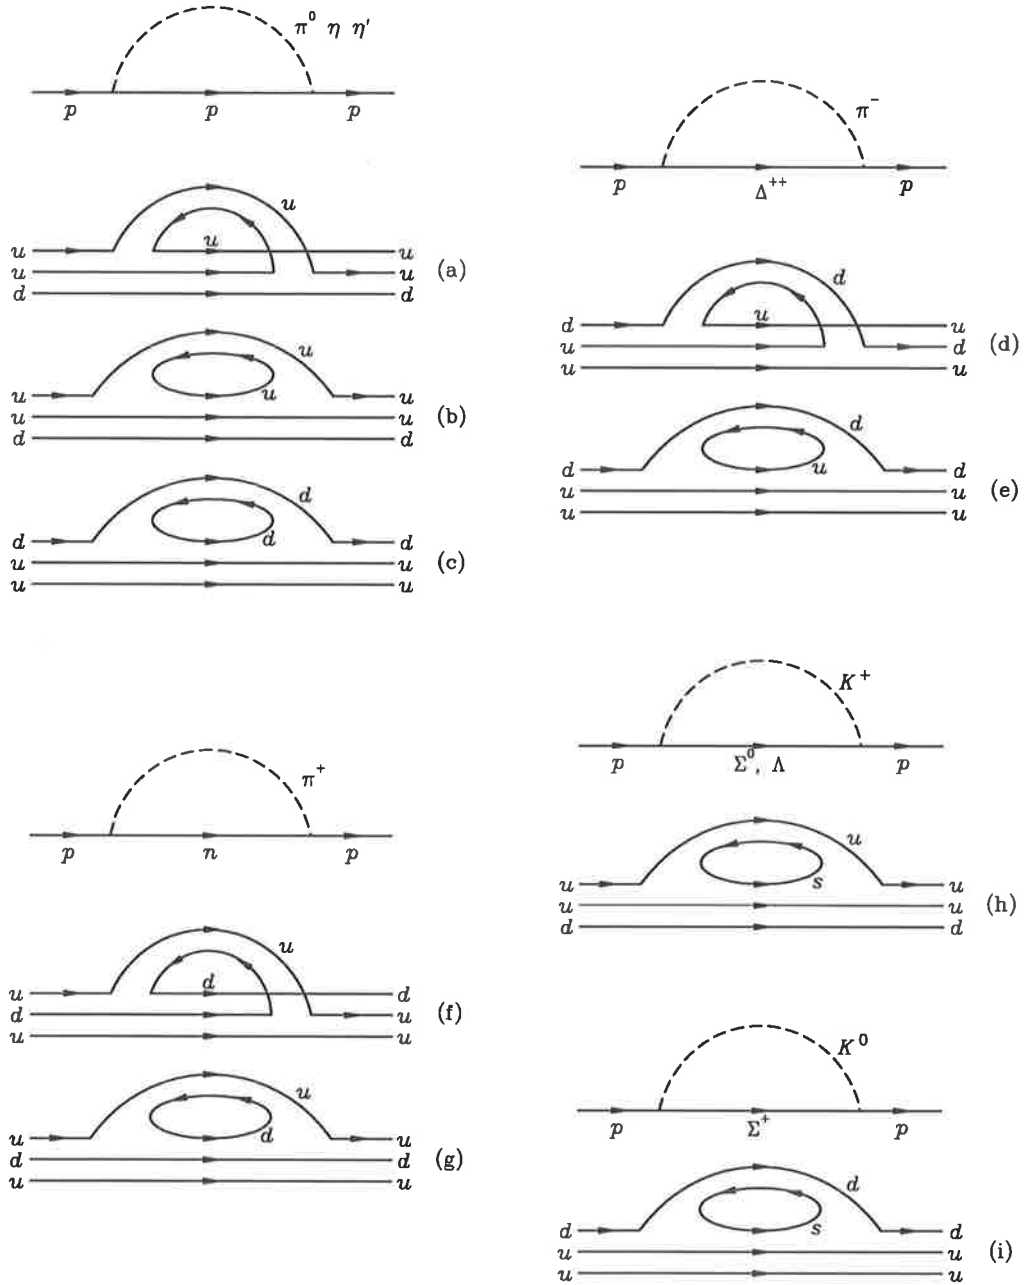 π⁰ η η′
p p p
u
u u u
u u (a)
d d
u
u u u
u u (b)
d d
d
d d d
u u (c)
u u
π⁻
p Δ⁺⁺ p
d
d u u
u d (d)
u u
d
d u d
u u (e)
u u
π⁺
p n p
u
u d d
d u (f)
u u
u
u d u
d d (g)
u u
K⁺
p Σ⁰, Λ p
u
u s u
u u (h)
d d
K⁰
p Σ⁺ p
d
d s d
u u (i)
u u